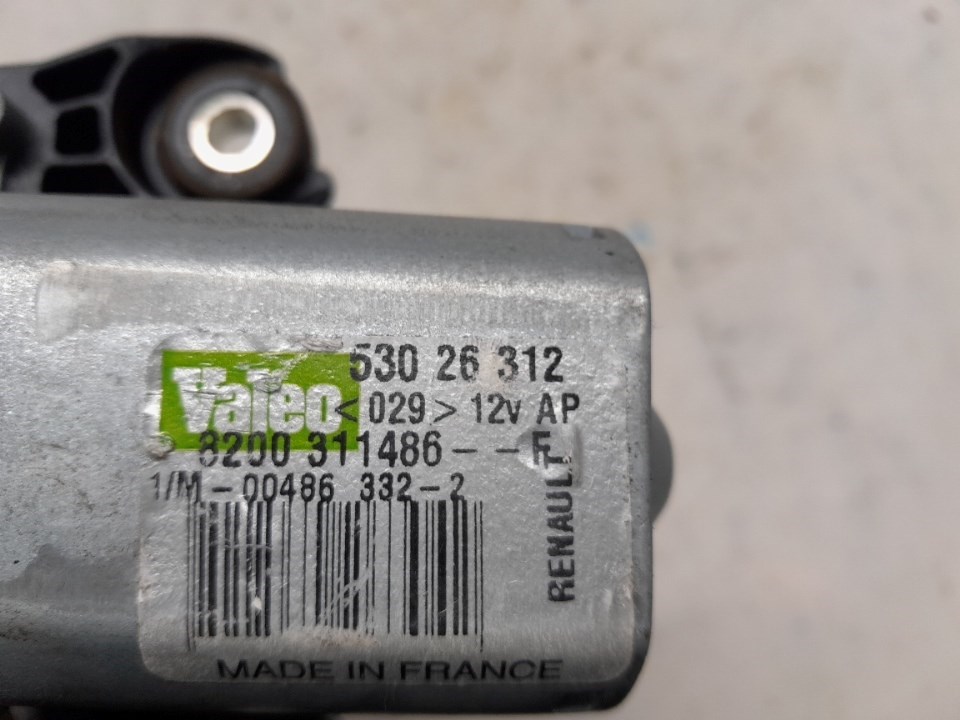 Valeo
530 26 312
< 029 > 12v AP
8200 311486 - - F
1/M - 00486 332 - 2
RENAULT
MADE IN FRANCE